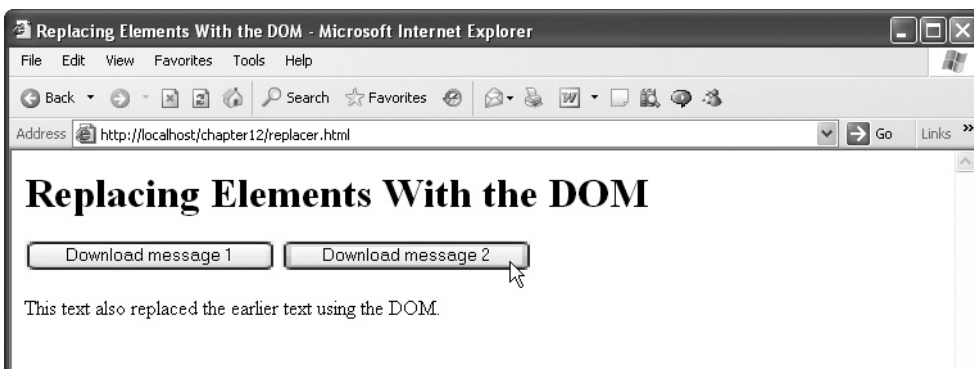 Replacing Elements With the DOM - Microsoft Internet Explorer
File Edit View Favorites Tools Help
Back Search Favorites
Address http://localhost/chapter12/replacer.html Go Links »
Replacing Elements With the DOM
Download message 1 Download message 2
This text also replaced the earlier text using the DOM.